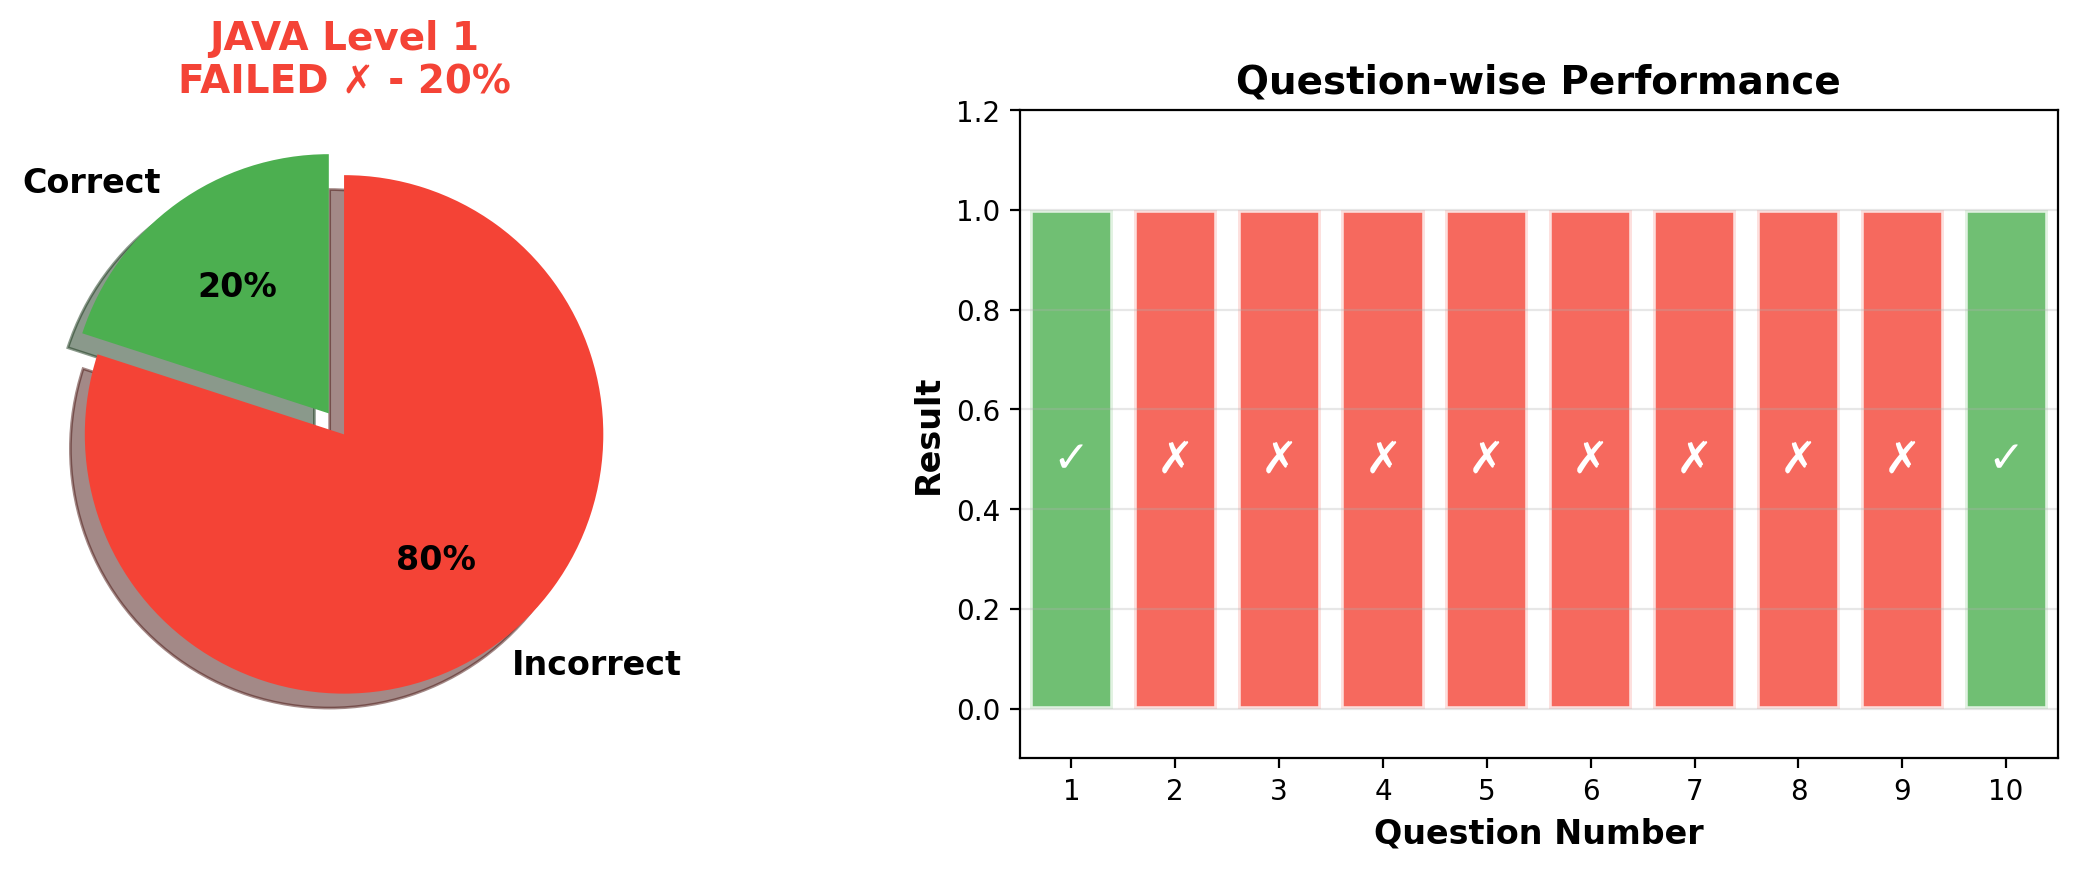 JAVA Level 1
FAILED ✗ - 20%
Correct
20%
80%
Incorrect
Question-wise Performance
Result
1.2
1.0
0.8
0.6
0.4
0.2
0.0
✓ ✗ ✗ ✗ ✗ ✗ ✗ ✗ ✗ ✓
1 2 3 4 5 6 7 8 9 10
Question Number